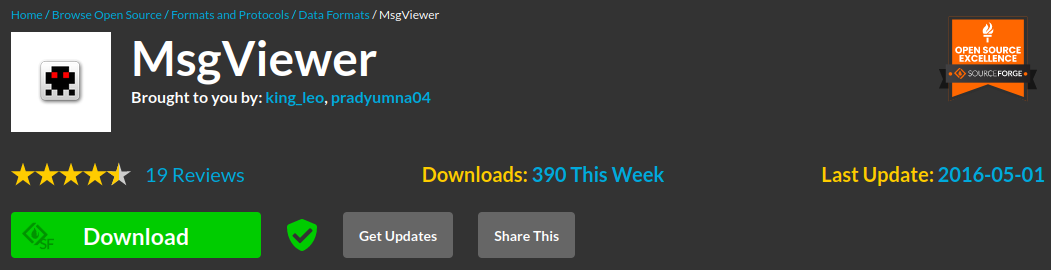 Home / Browse Open Source / Formats and Protocols / Data Formats / MsgViewer
MsgViewer
Brought to you by: king_leo, pradyumna04
OPEN SOURCE
EXCELLENCE
SOURCEFORGE
19 Reviews
Downloads: 390 This Week
Last Update: 2016-05-01
SF
Download
Get Updates
Share This